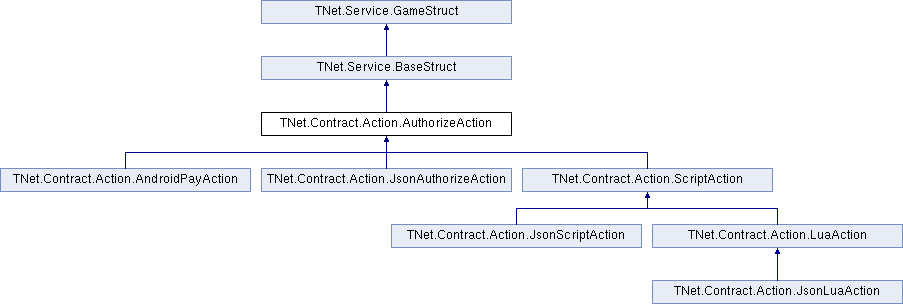 TNet.Service.GameStruct
TNet.Service.BaseStruct
TNet.Contract.Action.AuthorizeAction
TNet.Contract.Action.AndroidPayAction
TNet.Contract.Action.JsonAuthorizeAction
TNet.Contract.Action.ScriptAction
TNet.Contract.Action.JsonScriptAction
TNet.Contract.Action.LuaAction
TNet.Contract.Action.JsonLuaAction